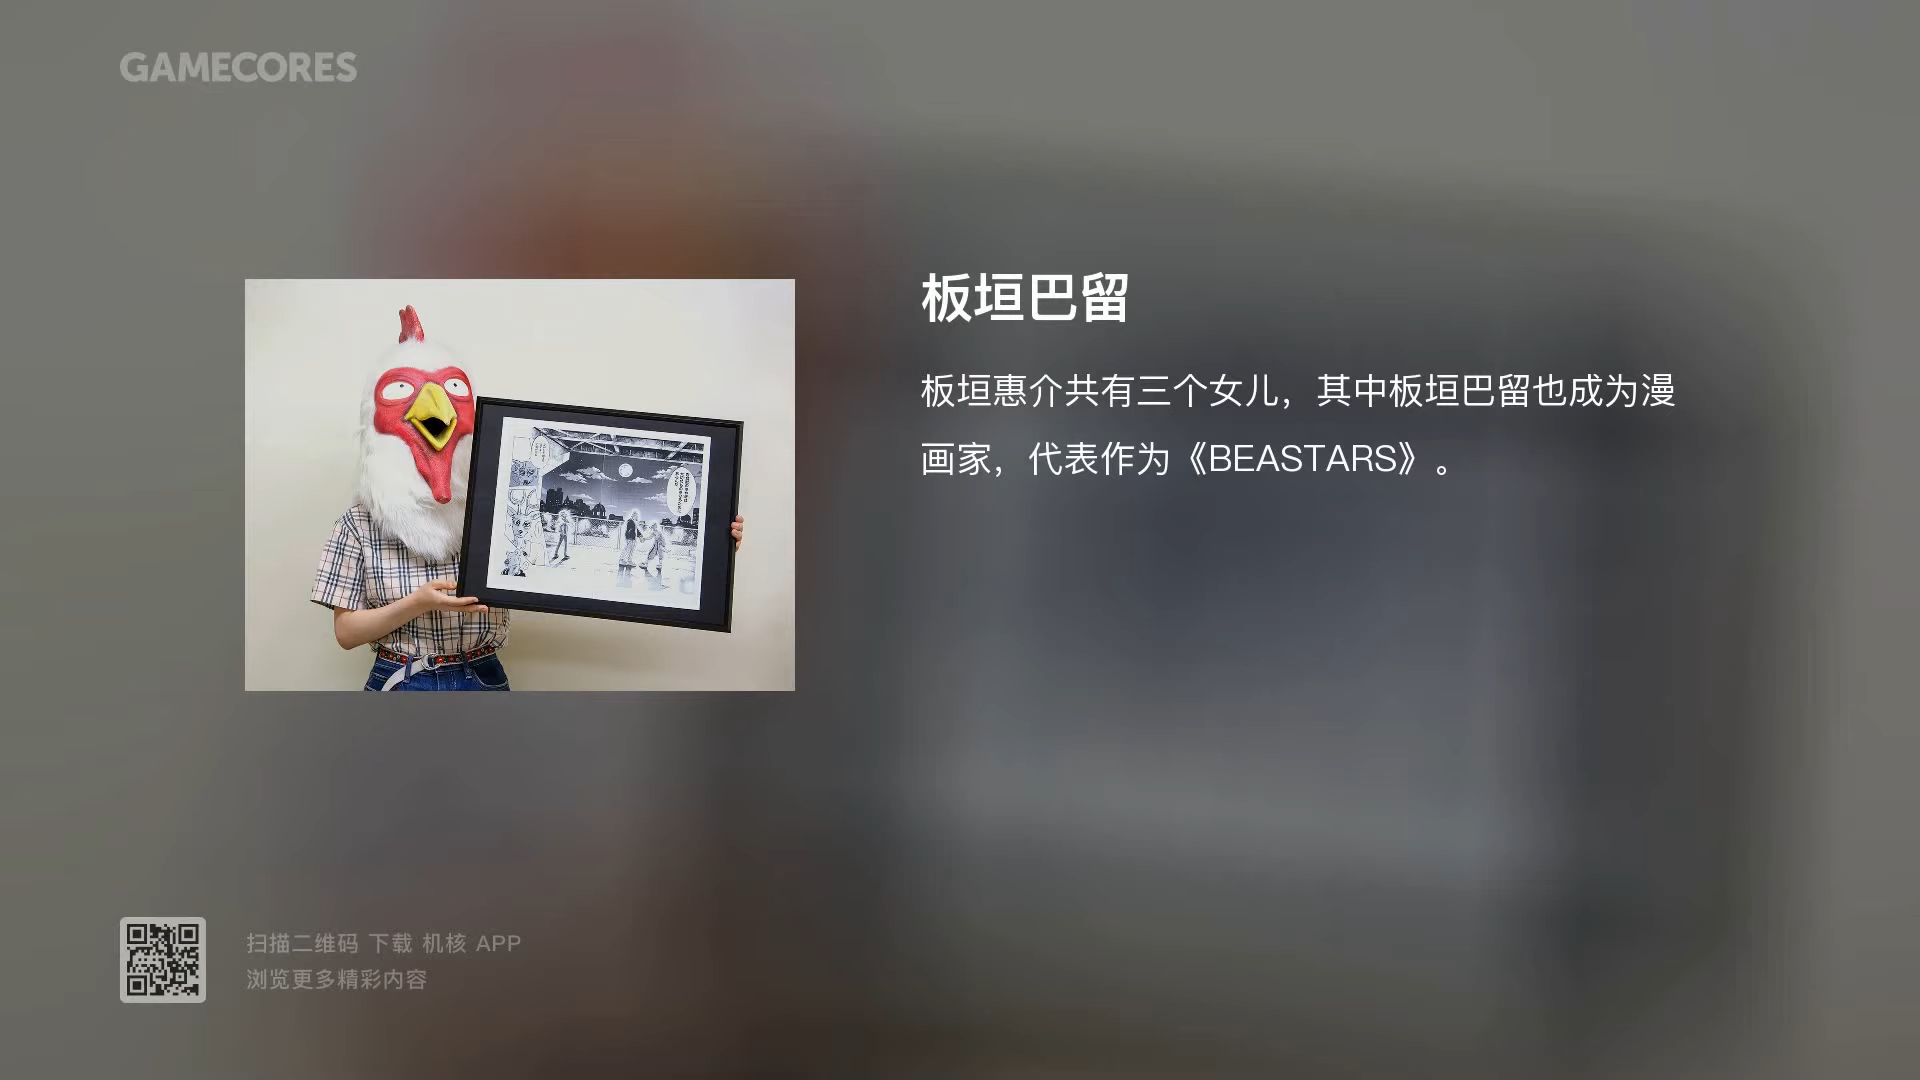 GAMECORES
板垣巴留
板垣惠介共有三个女儿，其中板垣巴留也成为漫
画家，代表作为《BEASTARS》。
扫描二维码 下载 机核 APP
浏览更多精彩内容